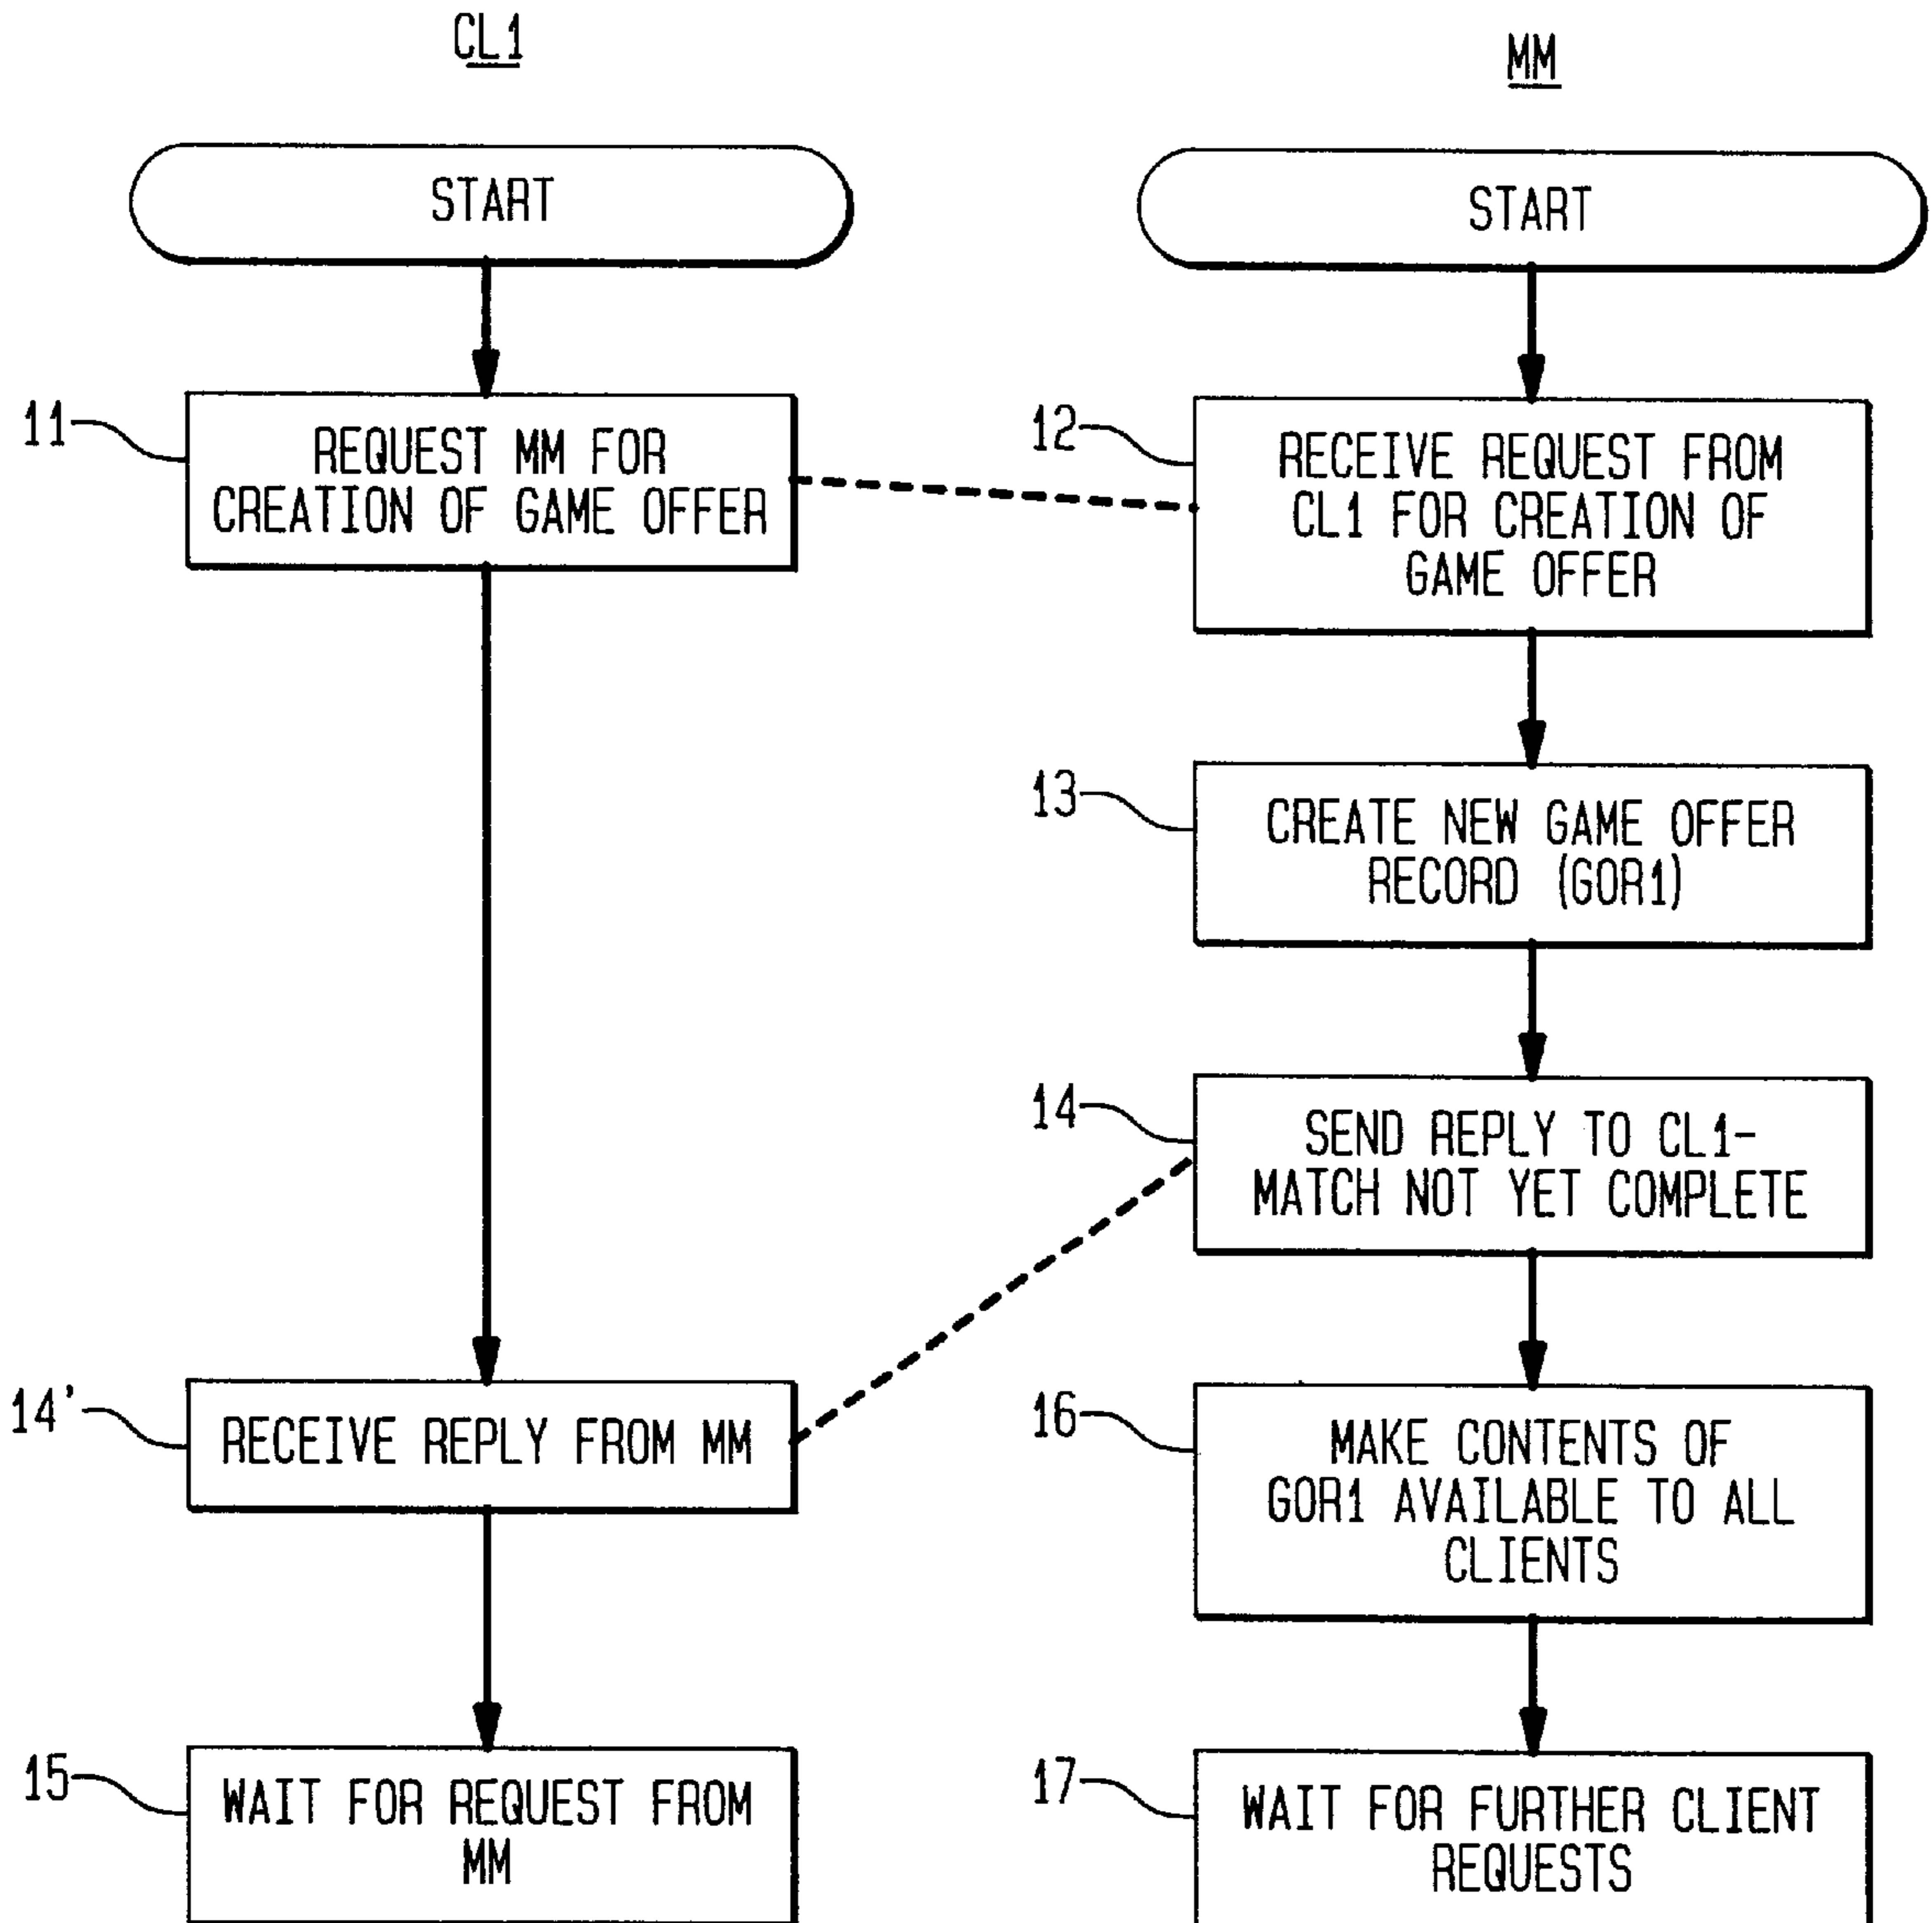 CL1
START
11
REQUEST MM FOR
CREATION OF GAME OFFER
14'
RECEIVE REPLY FROM MM
15
WAIT FOR REQUEST FROM
MM
MM
START
12
RECEIVE REQUEST FROM
CL1 FOR CREATION OF
GAME OFFER
13
CREATE NEW GAME OFFER
RECORD (GOR1)
14
SEND REPLY TO CL1-
MATCH NOT YET COMPLETE
16
MAKE CONTENTS OF
GOR1 AVAILABLE TO ALL
CLIENTS
17
WAIT FOR FURTHER CLIENT
REQUESTS